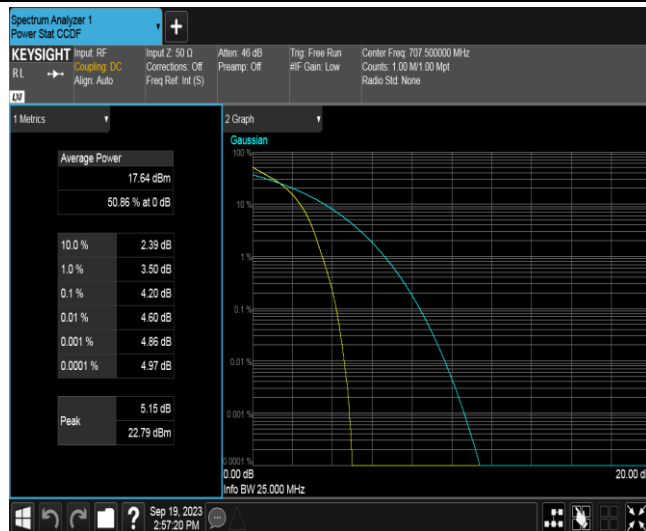 Spectrum Analyzer 1
Power Stat CCDF
+
KEYSIGHT
RL
Input: RF
Coupling: DC
Align: Auto
Input Z: 50 Ω
Corrections: Off
Freq Ref: Int (S)
Atten: 46 dB
Preamp: Off
Trig: Free Run
#IF Gain: Low
Center Freq: 707.500000 MHz
Counts: 1.00 M/1.00 Mpt
Radio Std: None
1 Metrics
Average Power
17.64 dBm
50.86 % at 0 dB
10.0 % 2.39 dB
1.0 % 3.50 dB
0.1 % 4.20 dB
0.01 % 4.60 dB
0.001 % 4.86 dB
0.0001 % 4.97 dB
Peak
5.15 dB
22.79 dBm
2 Graph
Gaussian
100 %
10 %
1 %
0.1 %
0.01 %
0.001 %
0.0001 %
0.00 dB
20.00 d
Info BW 25.000 MHz
?
Sep 19, 2023
2:57:20 PM